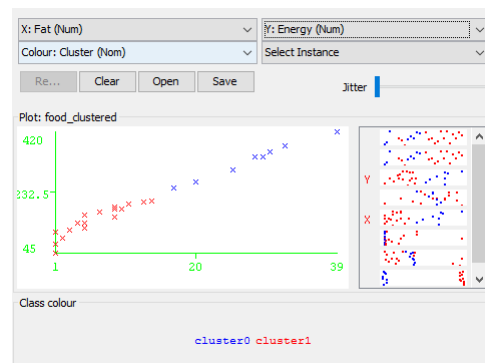 X: Fat (Num) Y: Energy (Num)
Colour: Cluster (Nom) Select Instance
Re... Clear Open Save Jitter
Plot: food_clustered
420
232.5
45
1 20 39
Y
X
Class colour
cluster0 cluster1